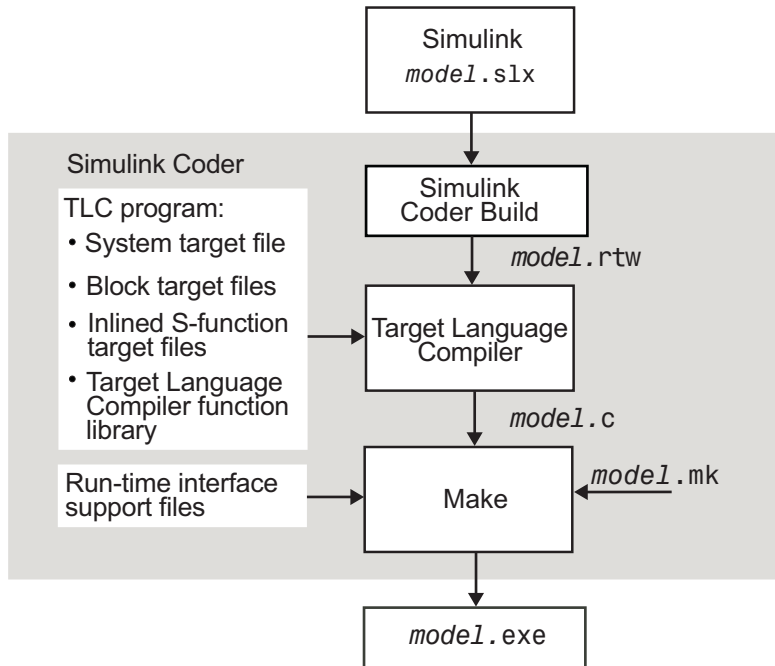 Simulink
model.slx
Simulink Coder
Simulink
Coder Build
TLC program:
• System target file
• Block target files
• Inlined S-function
target files
• Target Language
Compiler function
library
model.rtw
Target Language
Compiler
model.c
Run-time interface
support files
Make
model.mk
model.exe